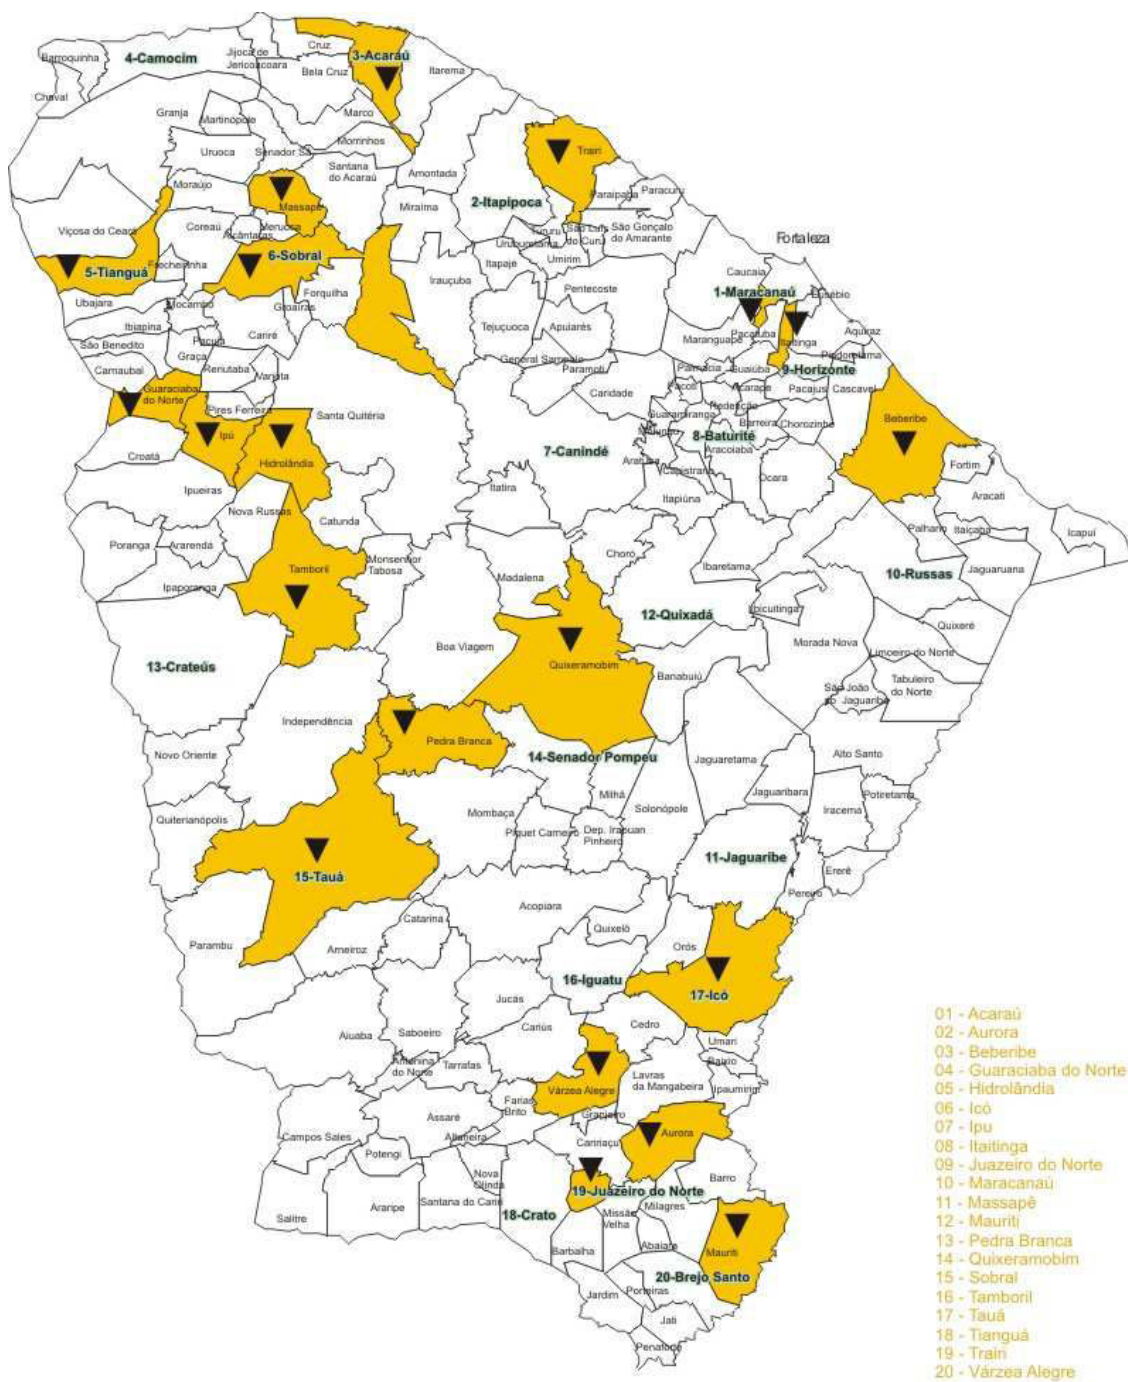 Cruz
3-Acaraú
Barroquinha
4-Camocim
Jijoca de
Jericoacoara
Bela Cruz
Itarema
Chaval
Granja
Martinópole
Marco
Morrinhos
Uruoca
Senador Sá
Santana
do Acaraú
Amontada
Trairi
Moraújo
Massapê
Miraíma
2-Itapipoca
Paraipaba
Paracuru
Viçosa do Ceará
Coreaú
Meruoca
Alcântaras
Tururu
Uruburetama
São Luis
do Curu
São Gonçalo
do Amarante
Fortaleza
5-Tianguá
Frecheirinha
6-Sobral
Itapaje
Umirim
Irauçuba
Caucaia
Forquilha
Pentecoste
1-Maracanaú
Eusébio
Ubajara
Mocambo
Groaíras
Ibiapina
Pacujá
Cariré
Tejuçuoca
Apuiarés
Maranguape
Pacatuba
Itaitinga
Aquiraz
São Benedito
Graça
General Sampaio
Paramoti
Palmácia
Guaiúba
Pindoretama
9-Horizonte
Carnaubal
Renutaba
Varjota
Guaraciaba
do Norte
Caridade
Pacoti
Acarape
Pacajus
Cascavel
Pires Ferreira
Santa Quitéria
Guaramiranga
Redenção
Barreira
Chorozinho
Beberibe
Ipú
7-Canindé
Mulungu
8-Baturité
Croatá
Hidrolândia
Aratuba
Aracoiaba
Capistrano
Ocara
Fortim
Ipueiras
Itatira
Itapiúna
Aracati
Nova Russas
Catunda
Palhano
Itaiçaba
Icapuí
Poranga
Ararendá
Choró
Tamboril
Monsenhor
Tabosa
Madalena
Ibaretama
10-Russas
Jaguaruana
Ipaporanga
12-Quixadá
Ibicuitinga
Quixeré
Boa Viagem
Morada Nova
Limoeiro do Norte
13-Crateús
Quixeramobim
Banabuiú
Tabuleiro
do Norte
São João
do Jaguaribe
Independência
Pedra Branca
Novo Oriente
14-Senador Pompeu
Jaguaretama
Alto Santo
Milhã
Jaguaribara
Potiretama
Quiterianópolis
Mombaça
Solonópole
Iracema
Piquet Carneiro
Dep. Irapuan
Pinheiro
15-Tauá
11-Jaguaribe
Ererê
Pereiro
Acopiara
Catarina
Quixelô
Parambu
Arneiroz
Orós
16-Iguatu
17-Icó
Jucás
Aiuaba
Saboeiro
Cariús
Cedro
Umari
Antonina
do Norte
Tarrafas
Várzea Alegre
Baixio
Lavras
da Mangabeira
Ipaumirim
Farias
Brito
Assaré
Granjeiro
Campos Sales
Altaneira
Caririaçu
Aurora
Potengi
Nova
Olinda
Barro
19-Juazeiro do Norte
Salitre
Araripe
Santana do Cariri
18-Crato
Missão
Velha
Milagres
Barbalha
Abaiara
Mauriti
20-Brejo Santo
Jardim
Porteiras
Jati
Penaforte
01 - Acaraú
02 - Aurora
03 - Beberibe
04 - Guaraciaba do Norte
05 - Hidrolândia
06 - Icó
07 - Ipu
08 - Itaitinga
09 - Juazeiro do Norte
10 - Maracanaú
11 - Massapê
12 - Mauriti
13 - Pedra Branca
14 - Quixeramobim
15 - Sobral
16 - Tamboril
17 - Tauá
18 - Tianguá
19 - Trairi
20 - Várzea Alegre